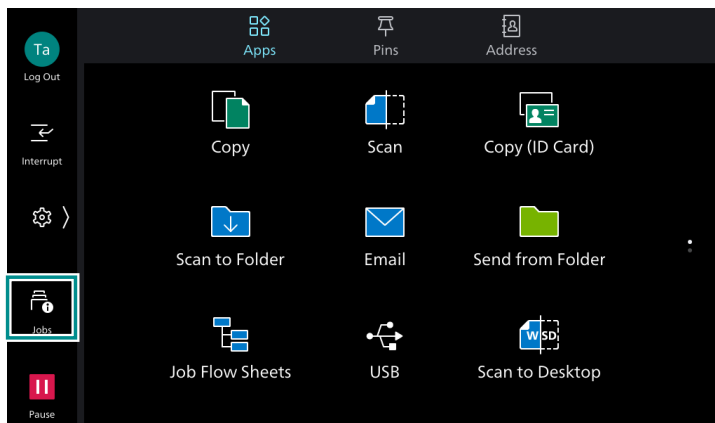 Ta
Log Out
Interrupt
Jobs
Pause
Apps
Pins
Address
Copy
Scan
Copy (ID Card)
Scan to Folder
Email
Send from Folder
Job Flow Sheets
USB
WSD
Scan to Desktop